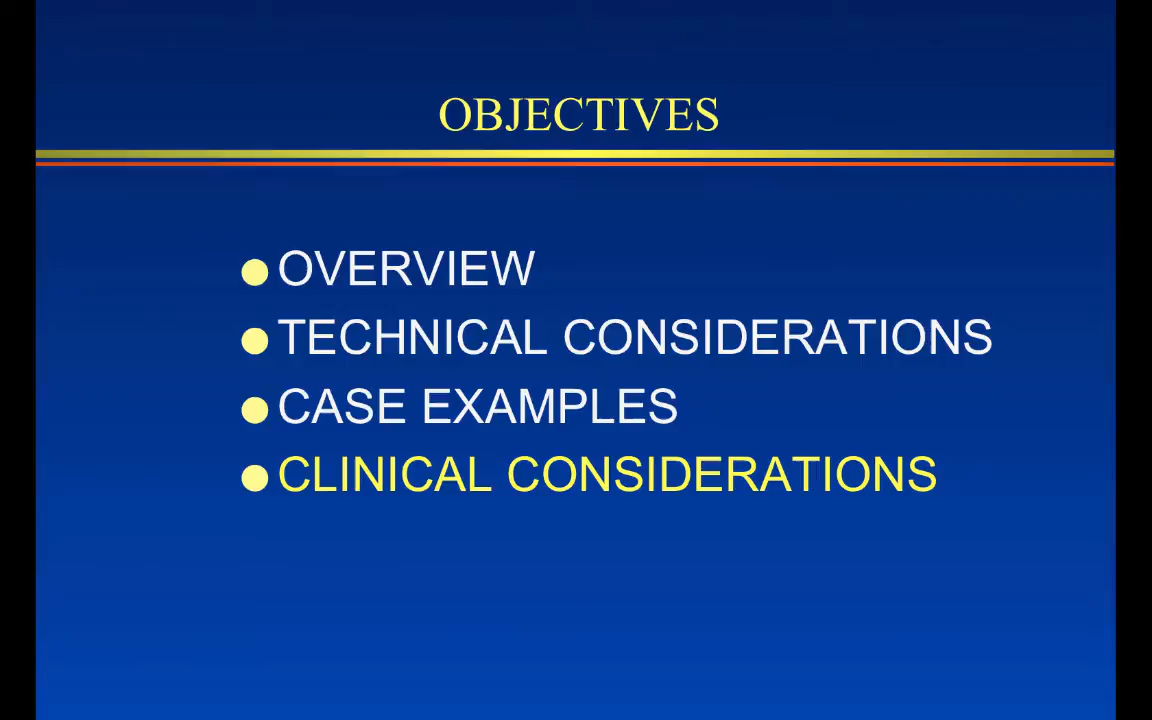 OBJECTIVES
OVERVIEW
TECHNICAL CONSIDERATIONS
CASE EXAMPLES
CLINICAL CONSIDERATIONS